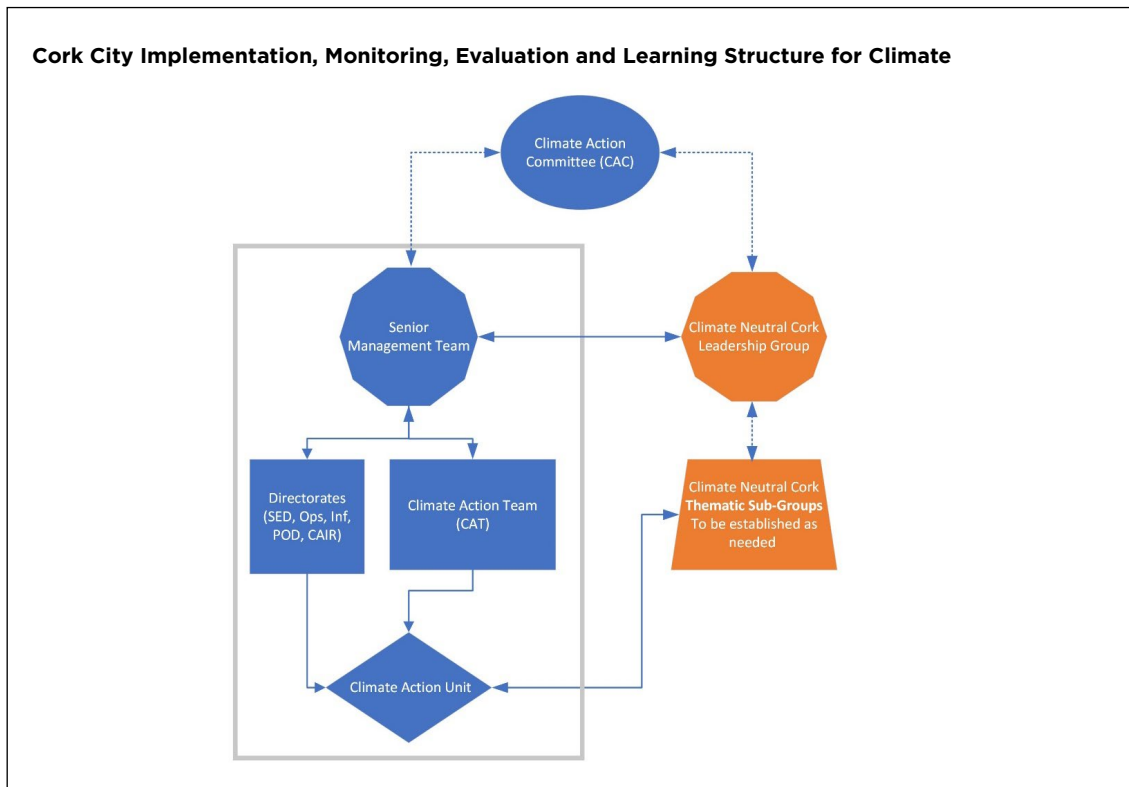 Cork City Implementation, Monitoring, Evaluation and Learning Structure for Climate
Climate Action
Committee (CAC)
Senior
Management Team
Climate Neutral Cork
Leadership Group
Directorates
(SED, Ops, Inf,
POD, CAIR)
Climate Action Team
(CAT)
Climate Neutral Cork
Thematic Sub-Groups
To be established as
needed
Climate Action Unit